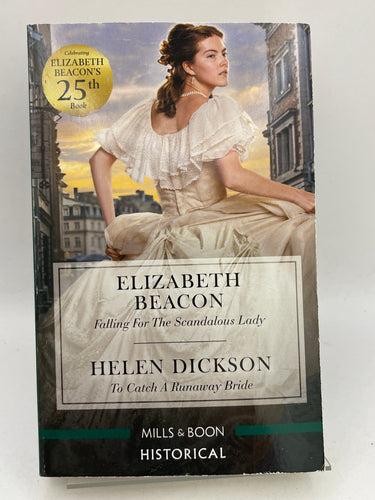 Celebrating
ELIZABETH
BEACON'S
25th
Book
ELIZABETH
BEACON
Falling For The Scandalous Lady
HELEN DICKSON
To Catch A Runaway Bride
MILLS & BOON
HISTORICAL